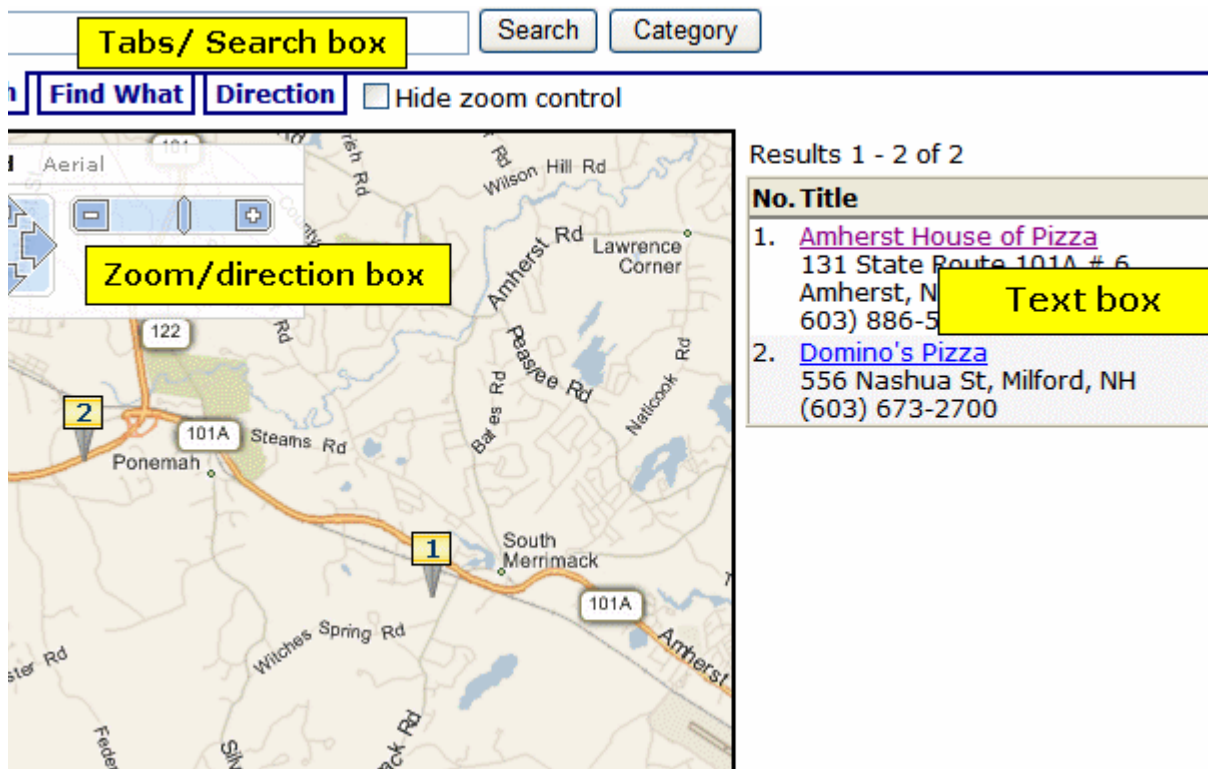 Tabs/ Search box
Search
Category
Find What
Direction
Hide zoom control
Results 1 - 2 of 2
No. Title
1. Amherst House of Pizza
131 State Route 101A # 6
Amherst, N
603) 886-5
Text box
2. Domino's Pizza
556 Nashua St, Milford, NH
(603) 673-2700
Aerial
Zoom/direction box
101
Wilson Hill Rd
Amherst Rd
Lawrence
Corner
122
Peaslee Rd
Bates Rd
Naticook Rd
2
101A
Stearns Rd
Ponemah
1
South
Merrimack
101A
Witches Spring Rd
Amherst